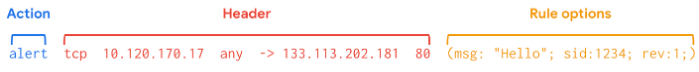 Action Header Rule options
alert tcp 10.120.170.17 any -> 133.113.202.181 80 (msg: "Hello"; sid:1234; rev:1;)